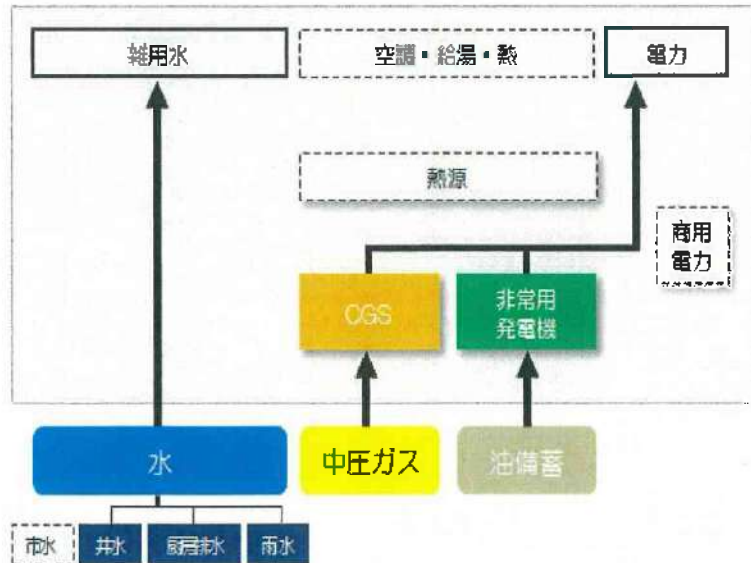 雑用水
空調・給湯・熱
電力
熱源
商用
電力
CGS
非常用
発電機
水
中圧ガス
油備蓄
市水
井水
厨房排水
雨水